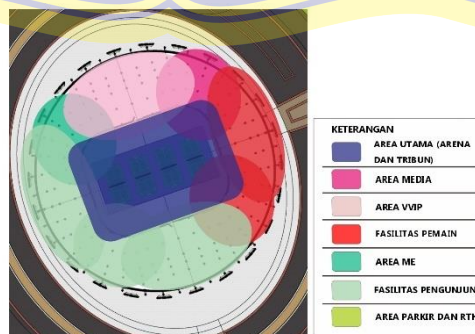 KETERANGAN
AREA UTAMA (ARENA
DAN TRIBUN)
AREA MEDIA
AREA VVIP
FASILITAS PEMAIN
AREA ME
FASILITAS PENGUNJUN
AREA PARKIR DAN RT